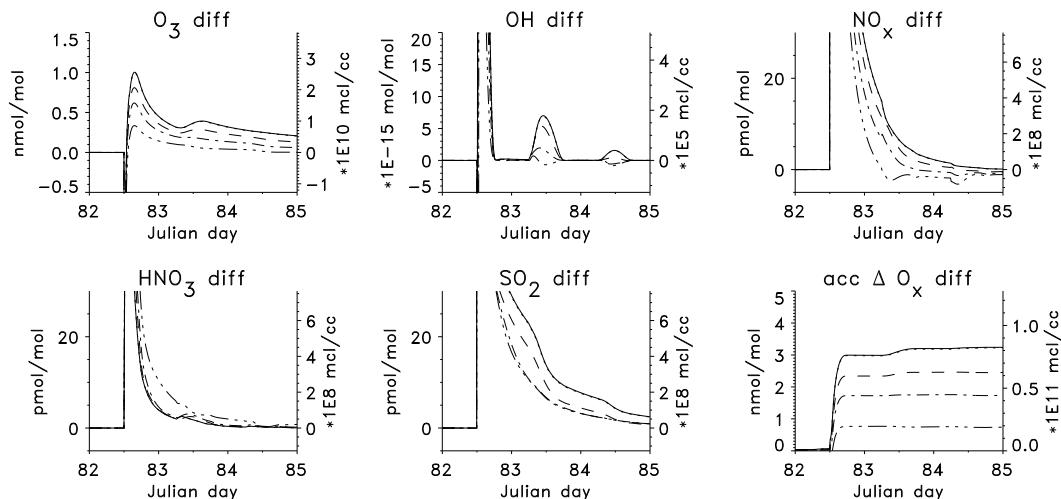 O3 diff
1.5
1.0
0.5
0.0
−0.5
nmol/mol
3
2
1
0
−1
*1E10 mcl/cc
82 83 84 85
Julian day
OH diff
20
15
10
5
0
−5
*1E−15 mol/mol
4
2
0
*1E5 mcl/cc
82 83 84 85
Julian day
NOx diff
20
0
pmol/mol
6
4
2
0
*1E8 mcl/cc
82 83 84 85
Julian day
HNO3 diff
20
0
pmol/mol
6
4
2
0
*1E8 mcl/cc
82 83 84 85
Julian day
SO2 diff
20
0
pmol/mol
6
4
2
0
*1E8 mcl/cc
82 83 84 85
Julian day
acc Δ Ox diff
5
4
3
2
1
0
nmol/mol
1.0
0.5
0.0
*1E11 mcl/cc
82 83 84 85
Julian day